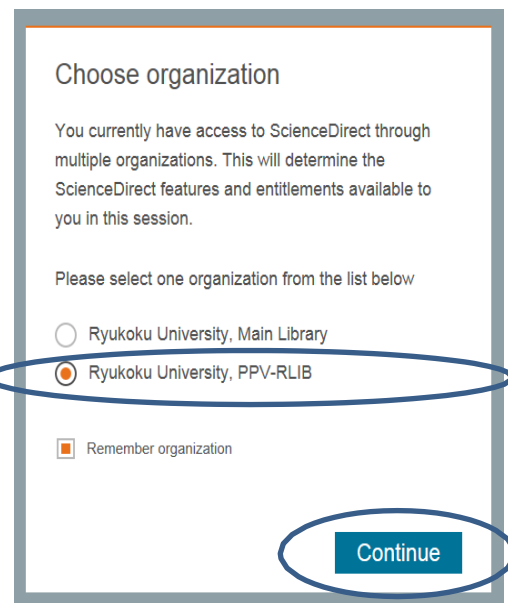 Choose organization
You currently have access to ScienceDirect through
multiple organizations. This will determine the
ScienceDirect features and entitlements available to
you in this session.
Please select one organization from the list below
Ryukoku University, Main Library
Ryukoku University, PPV-RLIB
Remember organization
Continue